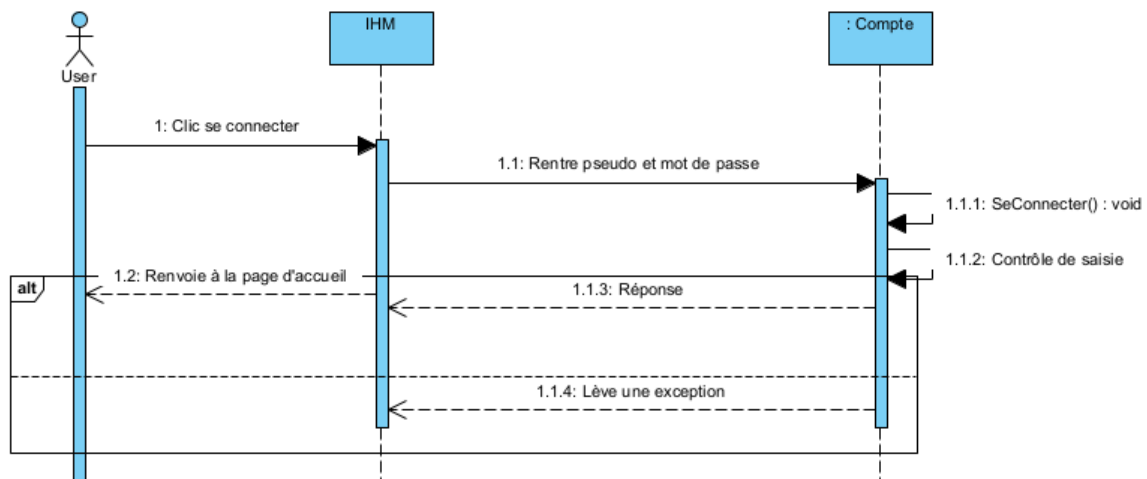 IHM
: Compte
User
1: Clic se connecter
1.1: Rentre pseudo et mot de passe
1.1.1: SeConnecter() : void
1.1.2: Contrôle de saisie
alt
1.2: Renvoie à la page d'accueil
1.1.3: Réponse
1.1.4: Lève une exception